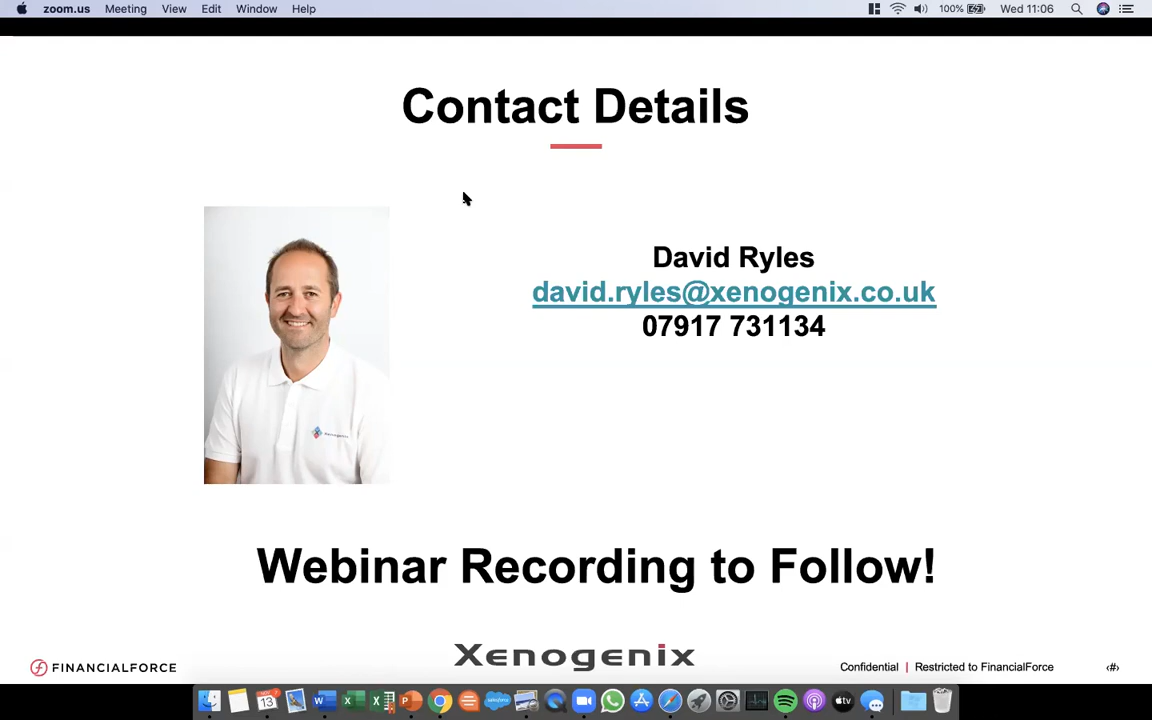 zoom.us Meeting View Edit Window Help 100% Wed 11:06
Contact Details
David Ryles
david.ryles@xenogenix.co.uk
07917 731134
Webinar Recording to Follow!
FINANCIALFORCE
Xenogenix
Confidential | Restricted to FinancialForce
‹#›